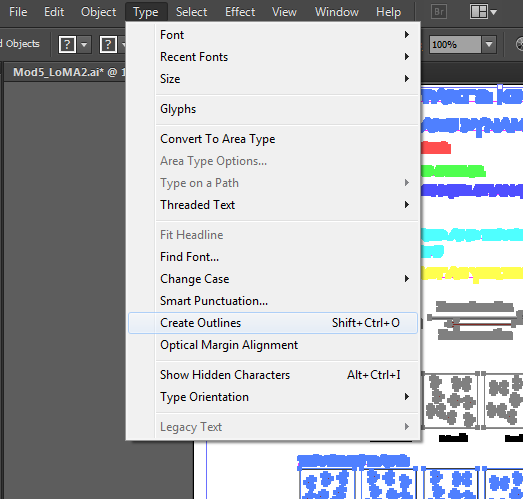 File Edit Object Type Select Effect View Window Help
d Objects ? ? 100%
Mod5_LoMA2.ai* @ 1
Font
Recent Fonts
Size
Glyphs
Convert To Area Type
Area Type Options...
Type on a Path
Threaded Text
Fit Headline
Find Font...
Change Case
Smart Punctuation...
Create Outlines Shift+Ctrl+O
Optical Margin Alignment
Show Hidden Characters Alt+Ctrl+I
Type Orientation
Legacy Text
Br